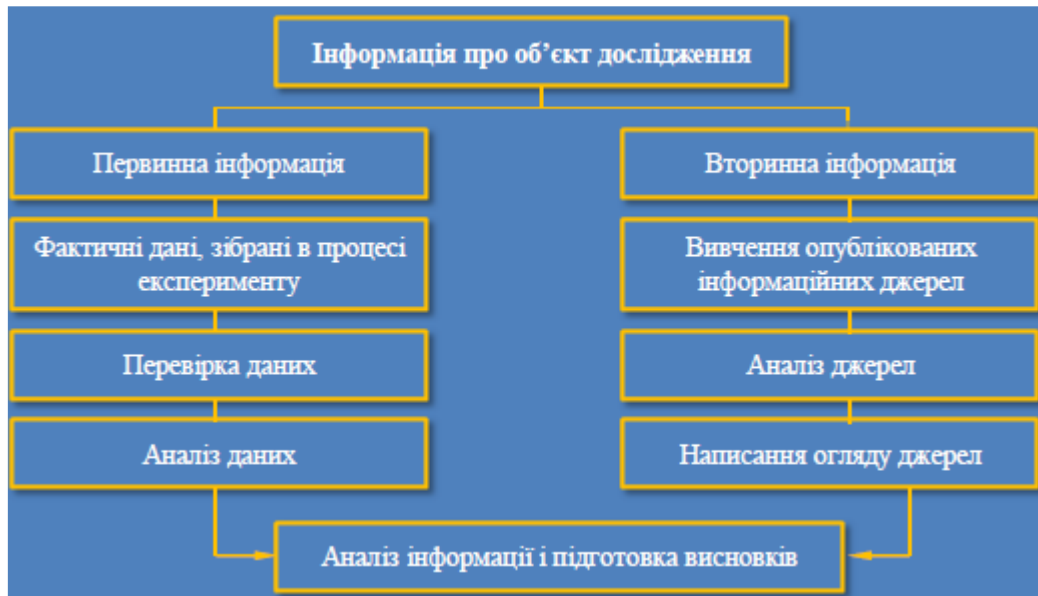 Інформація про об’єкт дослідження
Первинна інформація
Вторинна інформація
Фактичні дані, зібрані в процесі
експерименту
Вивчення опублікованих
інформаційних джерел
Перевірка даних
Аналіз джерел
Аналіз даних
Написання огляду джерел
Аналіз інформації і підготовка висновків